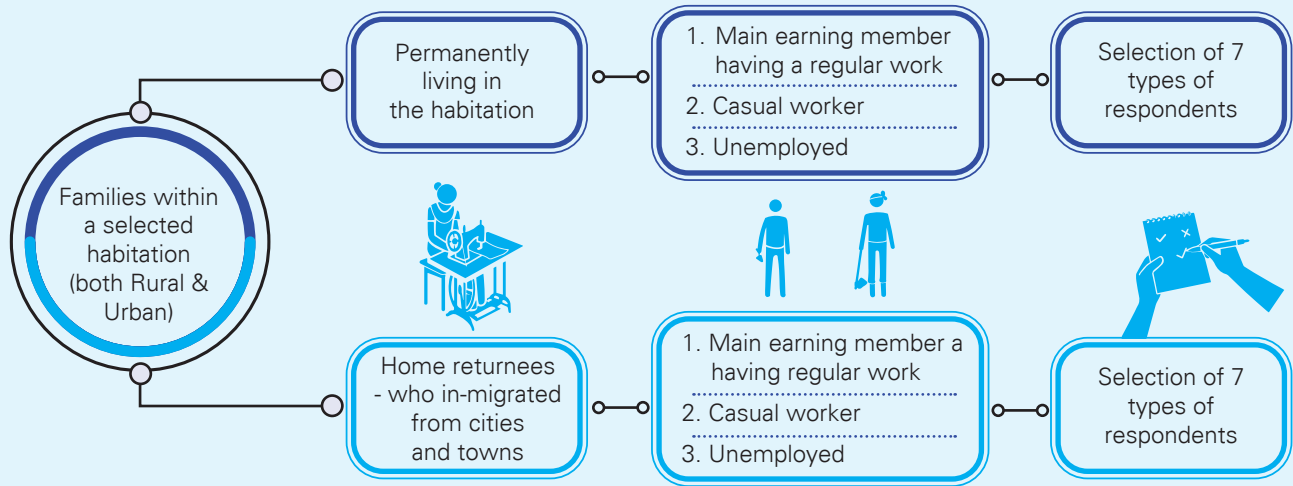 Families within
a selected
habitation
(both Rural &
Urban)
Permanently
living in
the habitation
1. Main earning member
having a regular work
2. Casual worker
3. Unemployed
Selection of 7
types of
respondents
Home returnees
- who in-migrated
from cities
and towns
1. Main earning member a
having regular work
2. Casual worker
3. Unemployed
Selection of 7
types of
respondents